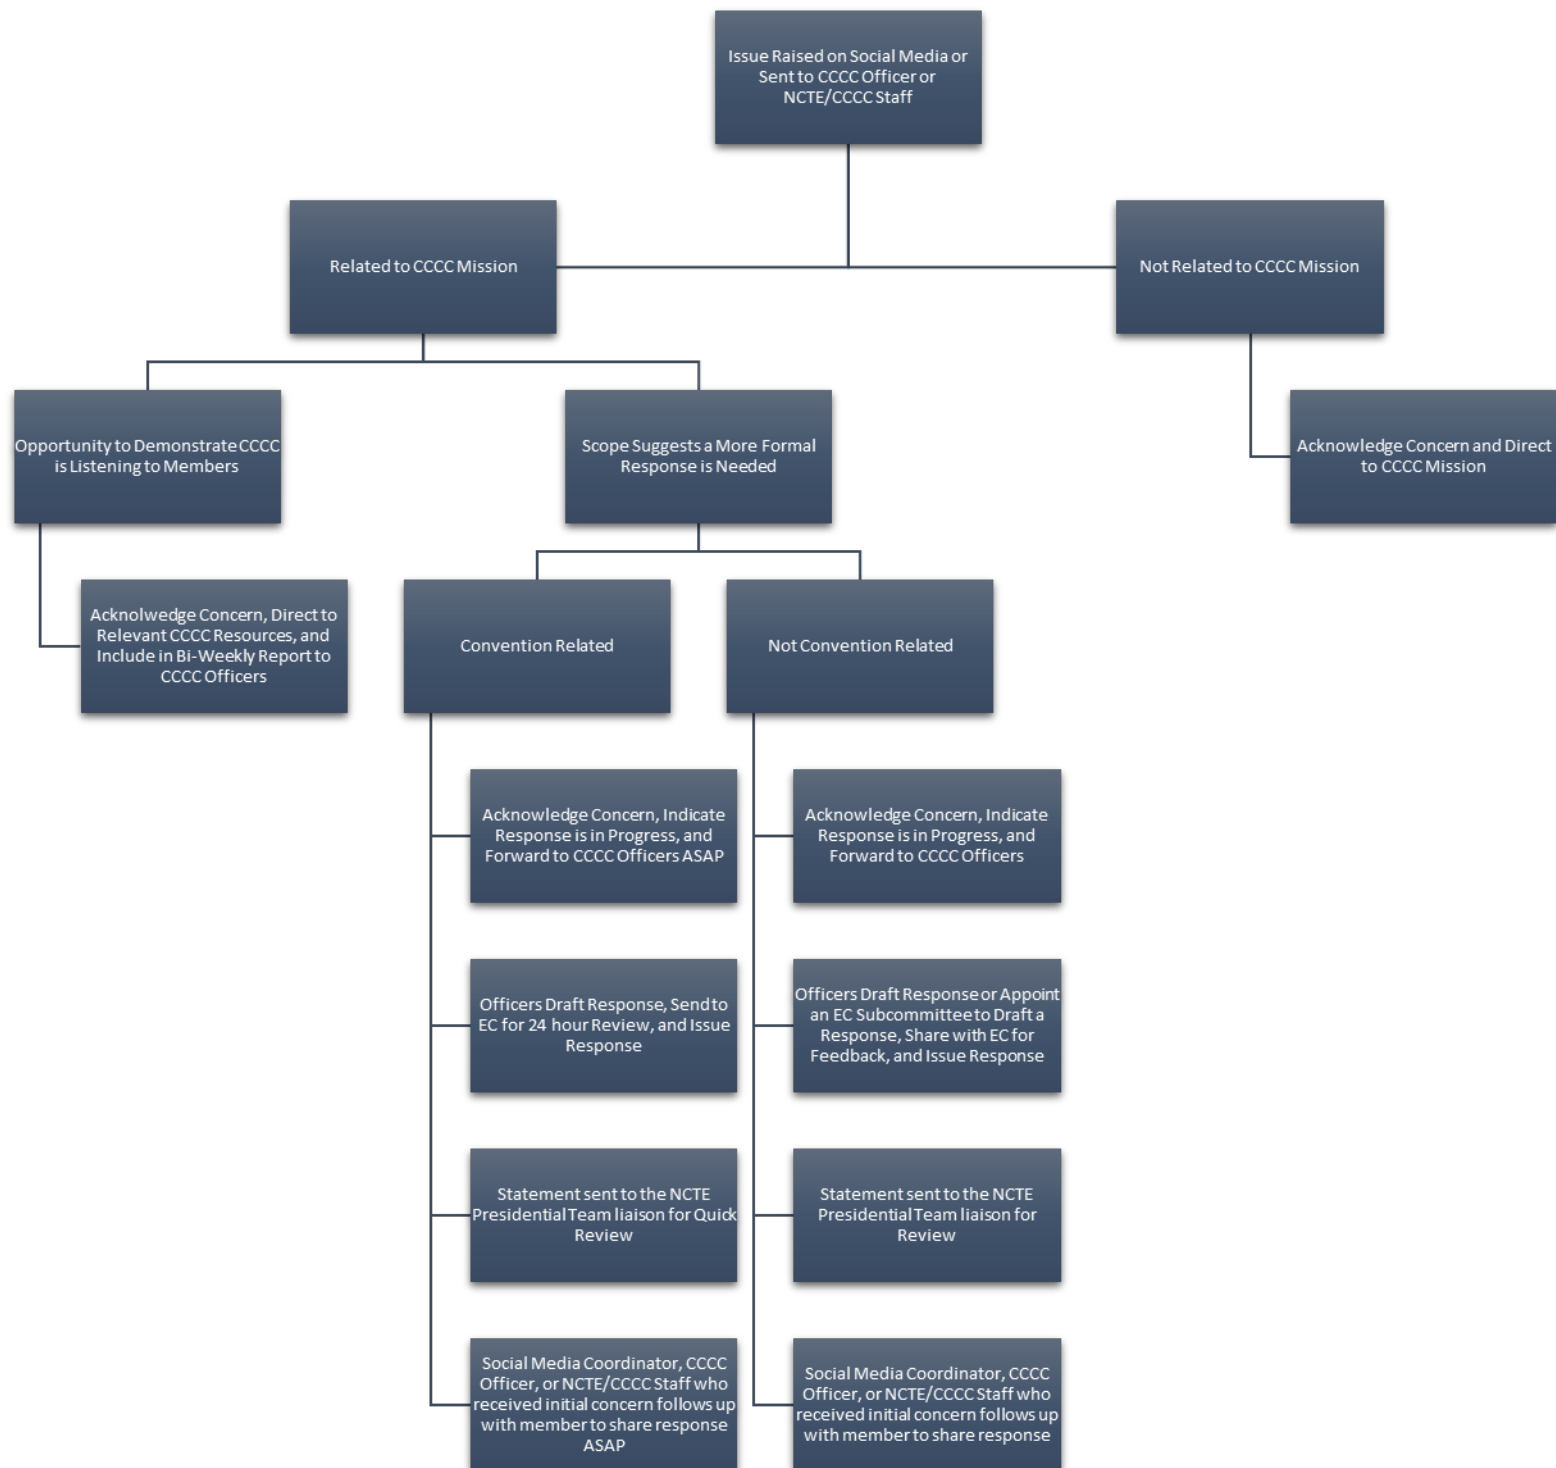 Issue Raised on Social Media or
Sent to CCCC Officer or
NCTE/CCCC Staff
Related to CCCC Mission
Not Related to CCCC Mission
Opportunity to Demonstrate CCCC
is Listening to Members
Scope Suggests a More Formal
Response is Needed
Acknowledge Concern and Direct
to CCCC Mission
Acknolwedge Concern, Direct to
Relevant CCCC Resources, and
Include in Bi-Weekly Report to
CCCC Officers
Convention Related
Not Convention Related
Acknowledge Concern, Indicate
Response is in Progress, and
Forward to CCCC Officers ASAP
Acknowledge Concern, Indicate
Response is in Progress, and
Forward to CCCC Officers
Officers Draft Response, Send to
EC for 24 hour Review, and Issue
Response
Officers Draft Response or Appoint
an EC Subcommittee to Draft a
Response, Share with EC for
Feedback, and Issue Response
Statement sent to the NCTE
Presidential Team liaison for Quick
Review
Statement sent to the NCTE
Presidential Team liaison for
Review
Social Media Coordinator, CCCC
Officer, or NCTE/CCCC Staff who
received initial concern follows up
with member to share response
ASAP
Social Media Coordinator, CCCC
Officer, or NCTE/CCCC Staff who
received initial concern follows up
with member to share response